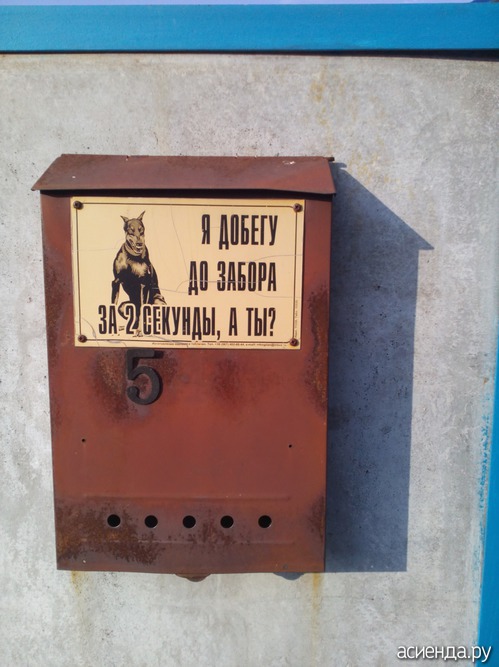 Я ДОБЕГУ
ДО ЗАБОРА
ЗА 2 СЕКУНДЫ, А ТЫ?
5
асиенда.ру